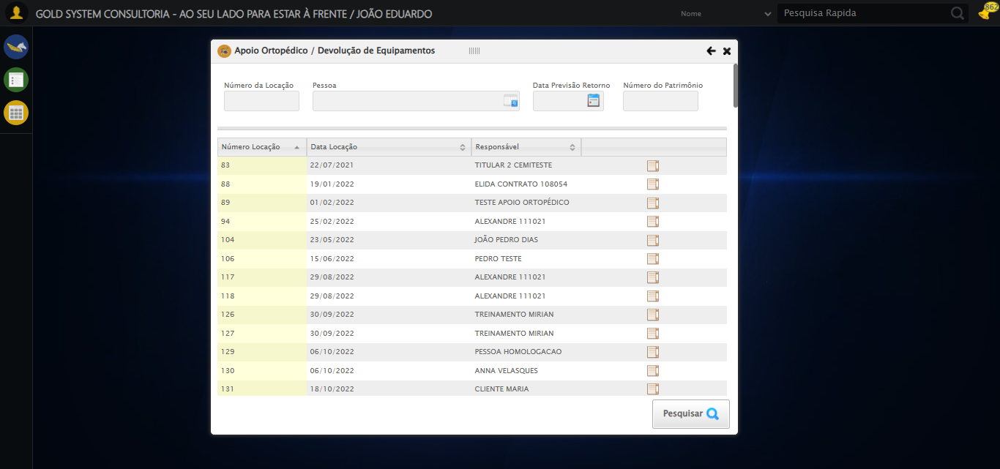 GOLD SYSTEM CONSULTORIA - AO SEU LADO PARA ESTAR À FRENTE / JOÃO EDUARDO
Nome
Pesquisa Rapida
862
Apoio Ortopédico / Devolução de Equipamentos
Número da Locação Pessoa Data Previsão Retorno Número do Patrimônio
Número Locação Data Locação Responsável
83 22/07/2021 TITULAR 2 CEMITESTE
88 19/01/2022 ELIDA CONTRATO 108054
89 01/02/2022 TESTE APOIO ORTOPÉDICO
94 25/02/2022 ALEXANDRE 111021
104 23/05/2022 JOÃO PEDRO DIAS
106 15/06/2022 PEDRO TESTE
117 29/08/2022 ALEXANDRE 111021
118 29/08/2022 ALEXANDRE 111021
126 30/09/2022 TREINAMENTO MIRIAN
127 30/09/2022 TREINAMENTO MIRIAN
129 06/10/2022 PESSOA HOMOLOGACAO
130 06/10/2022 ANNA VELASQUES
131 18/10/2022 CLIENTE MARIA
Pesquisar